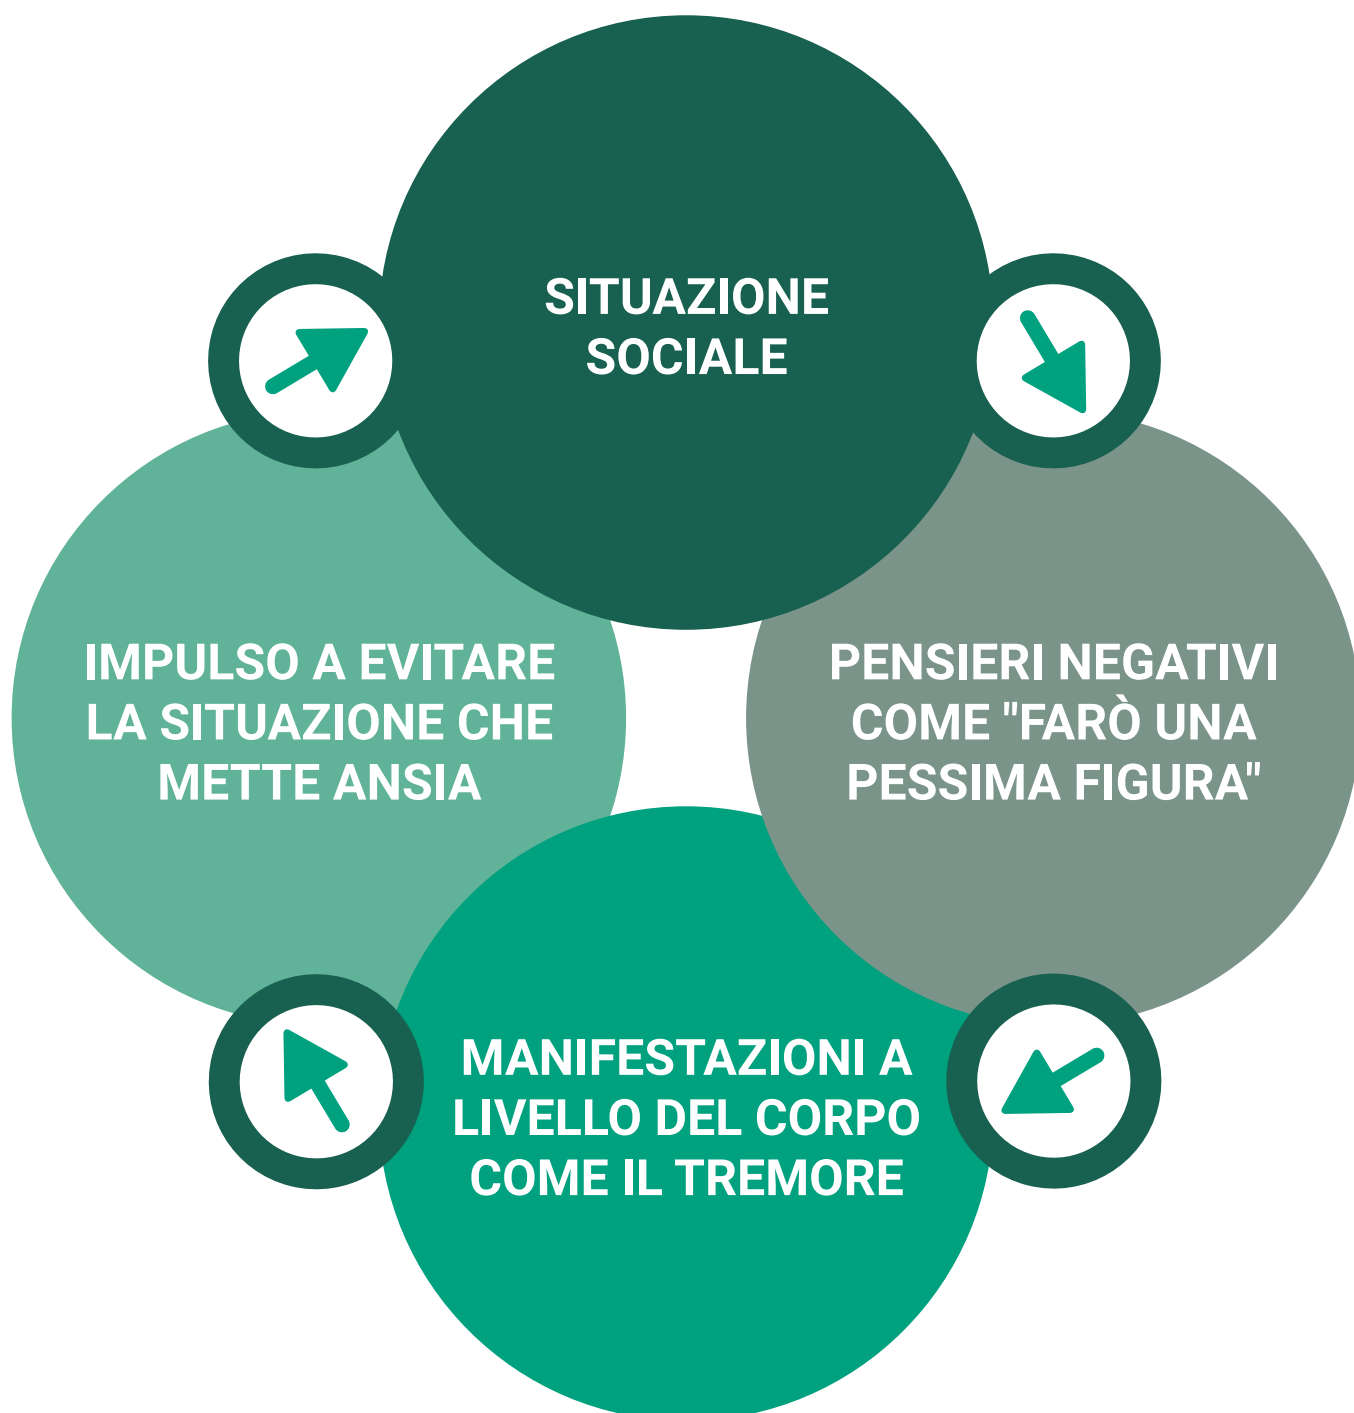 SITUAZIONE
SOCIALE
IMPULSO A EVITARE
LA SITUAZIONE CHE
METTE ANSIA
PENSIERI NEGATIVI
COME "FARÒ UNA
PESSIMA FIGURA"
MANIFESTAZIONI A
LIVELLO DEL CORPO
COME IL TREMORE